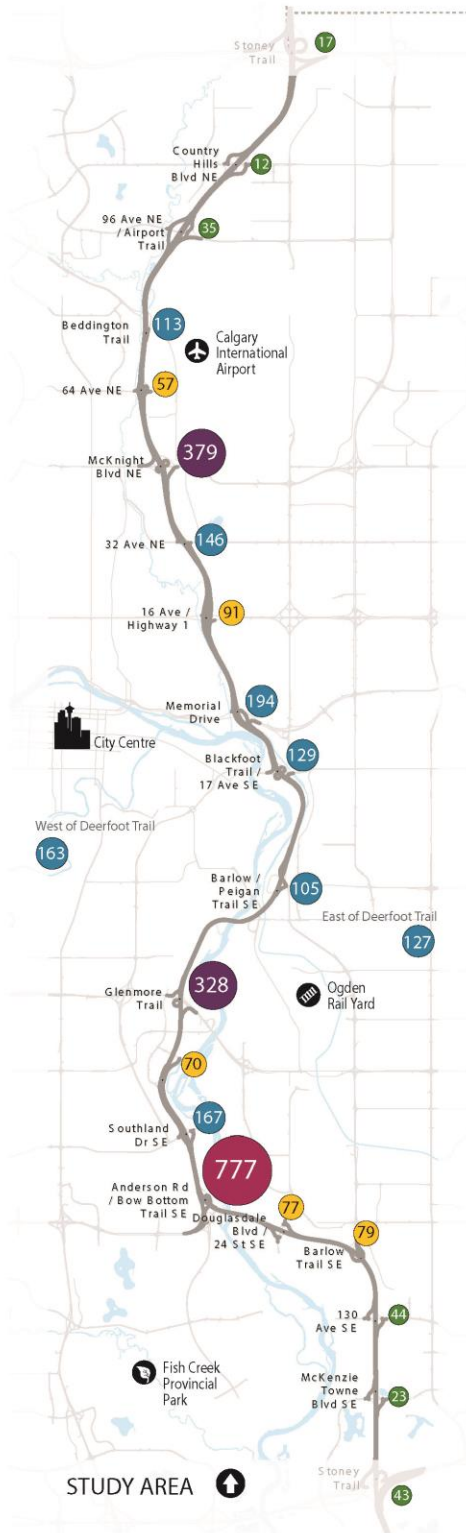 Stoney
Trail
17
Country
Hills
Blvd NE
12
96 Ave NE
/Airport
Trail
35
Beddington
Trail
113
Calgary
International
Airport
64 Ave NE
57
McKnight
Blvd NE
379
32 Ave NE
146
16 Ave /
Highway 1
91
Memorial
Drive
194
City Centre
Blackfoot
Trail /
17 Ave SE
129
West of Deerfoot Trail
163
Barlow /
Peigan
Trail SE
105
East of Deerfoot Trail
127
Glenmore
Trail
328
Ogden
Rail Yard
70
Southland
Dr SE
167
777
Anderson Rd
/ Bow Bottom
Trail SE
Douglasdale
Blvd /
24 St SE
77
Barlow
Trail SE
79
130
Ave SE
44
McKenzie
Towne
Blvd SE
23
Fish Creek
Provincial
Park
Stoney
Trail
43
STUDY AREA